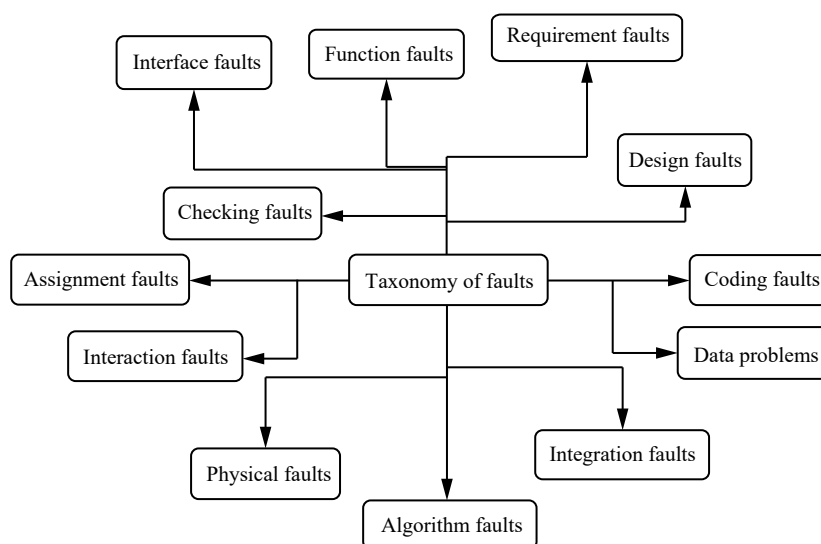 Requirement faults
Function faults
Interface faults
Design faults
Checking faults
Assignment faults
Taxonomy of faults
Coding faults
Interaction faults
Data problems
Physical faults
Integration faults
Algorithm faults